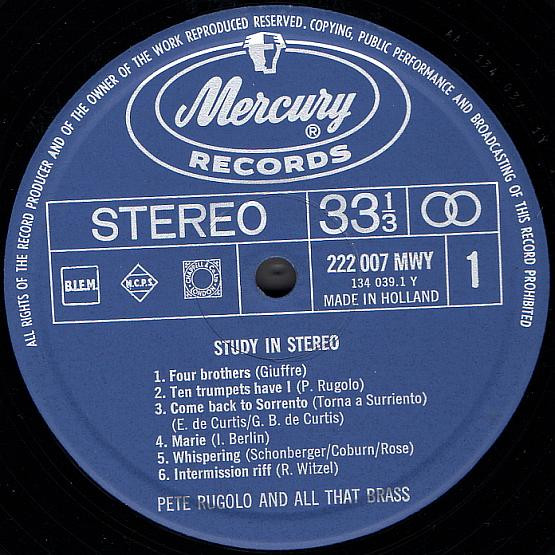 ALL RIGHTS OF THE RECORD PRODUCER AND OF THE OWNER OF THE WORK REPRODUCED RESERVED. COPYING, PUBLIC PERFORMANCE AND BROADCASTING OF THIS RECORD PROHIBITED
Mercury ®
RECORDS
STEREO
33 1/3
B.I.E.M.
M.C.P.S.
CHAPPELL & CO. LTD. LONDON
222 007 MWY
134 039.1 Y
MADE IN HOLLAND
1
STUDY IN STEREO
1. Four brothers (Giuffre)
2. Ten trumpets have I (P. Rugolo)
3. Come back to Sorrento (Torna a Surriento)
(E. de Curtis/G. B. de Curtis)
4. Marie (I. Berlin)
5. Whispering (Schonberger/Coburn/Rose)
6. Intermission riff (R. Witzel)
PETE RUGOLO AND ALL THAT BRASS